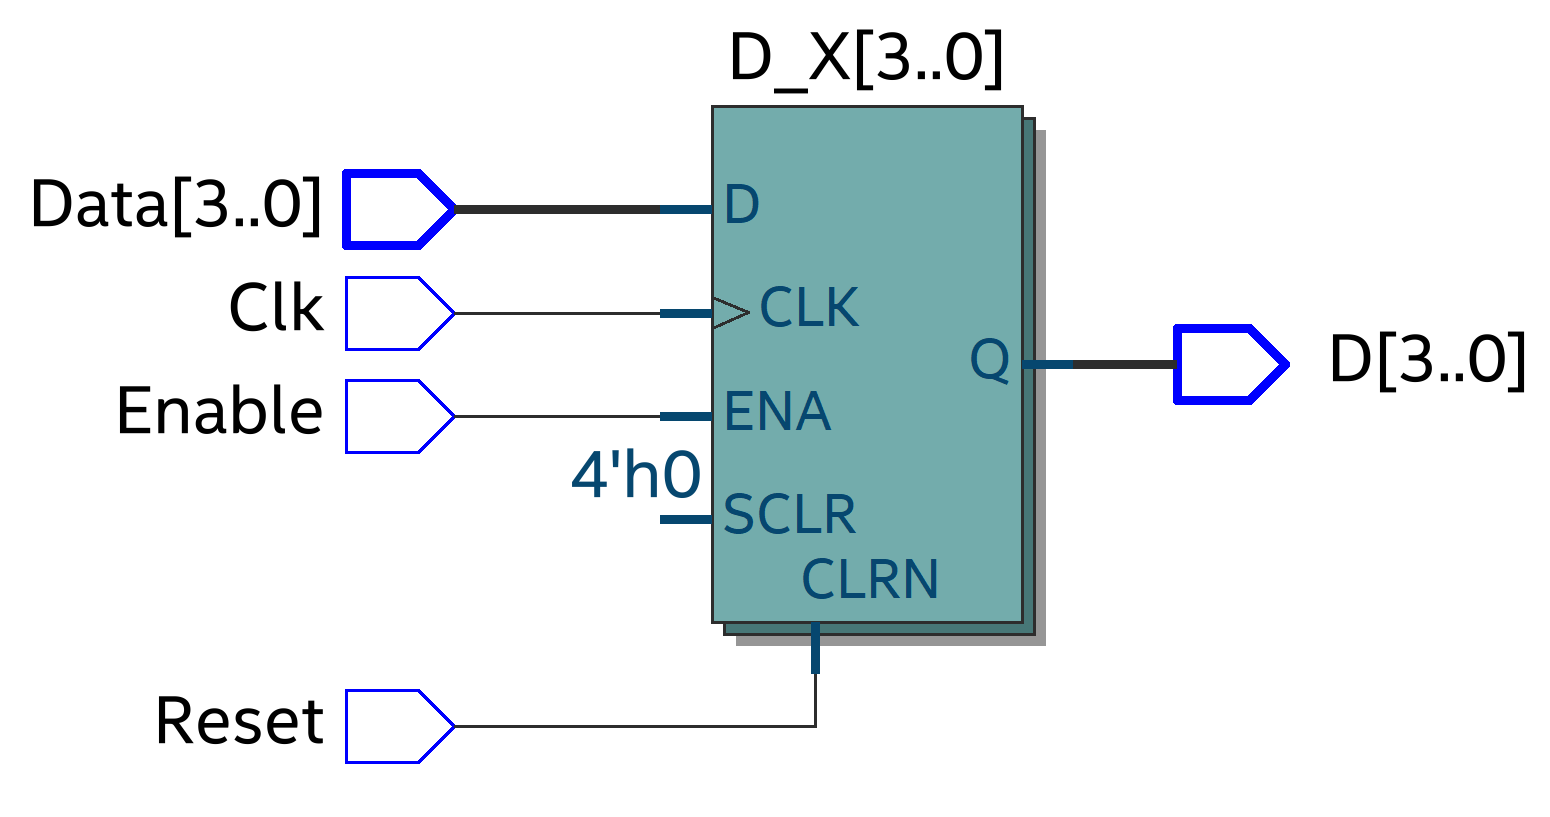 D_X[3..0]
Data[3..0]
D
Clk
CLK
Q
D[3..0]
Enable
ENA
4'h0
SCLR
CLRN
Reset